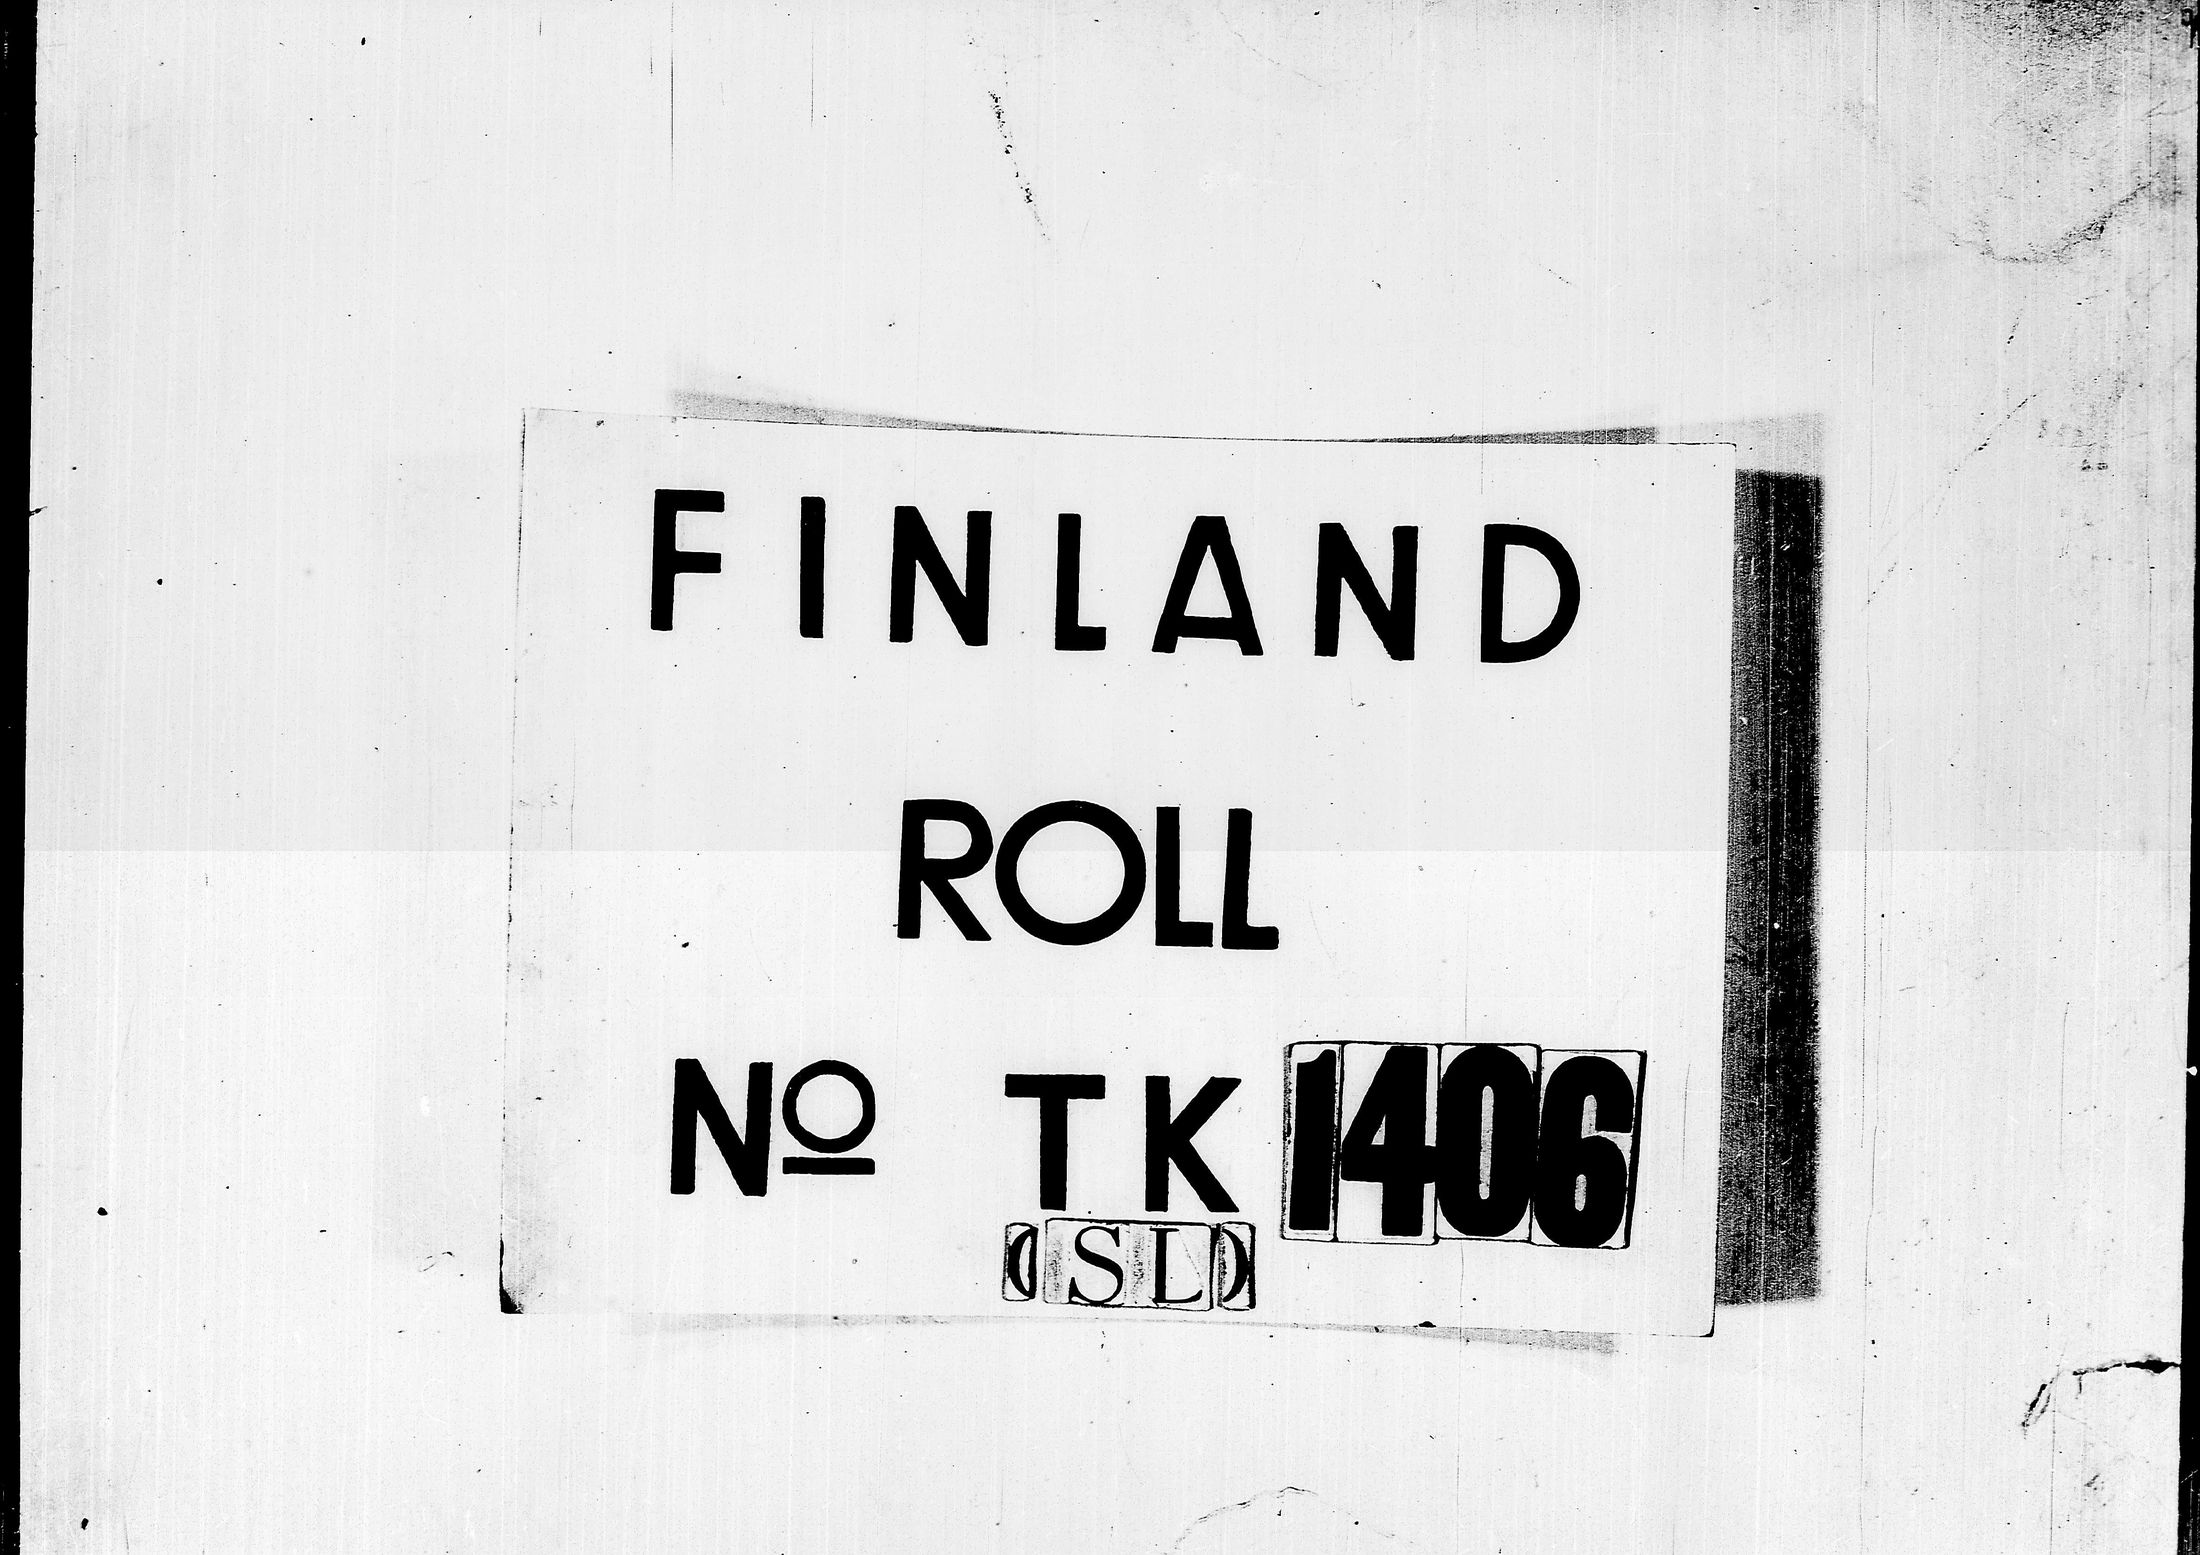 FINLAND
ROLL
Nº TK 1406
(SL)